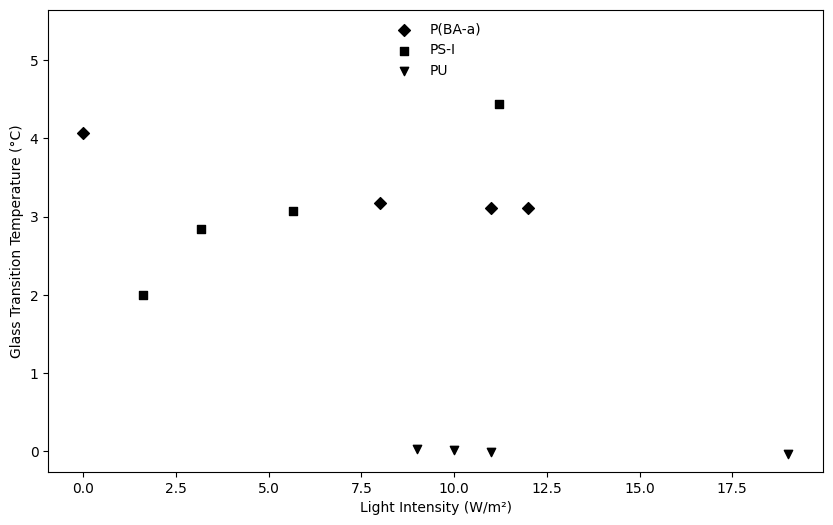 P(BA-a)
PS-I
PU
Glass Transition Temperature (°C)
5
4
3
2
1
0
0.0 2.5 5.0 7.5 10.0 12.5 15.0 17.5
Light Intensity (W/m²)